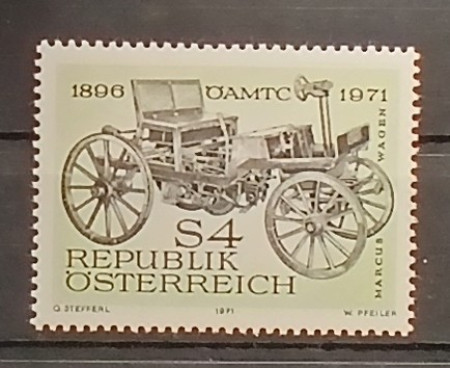 1896 ÖAMTC 1971
MARCUS WAGEN
S4
REPUBLIK
ÖSTERREICH
O. STEFFERL 1971 W. PFEILER